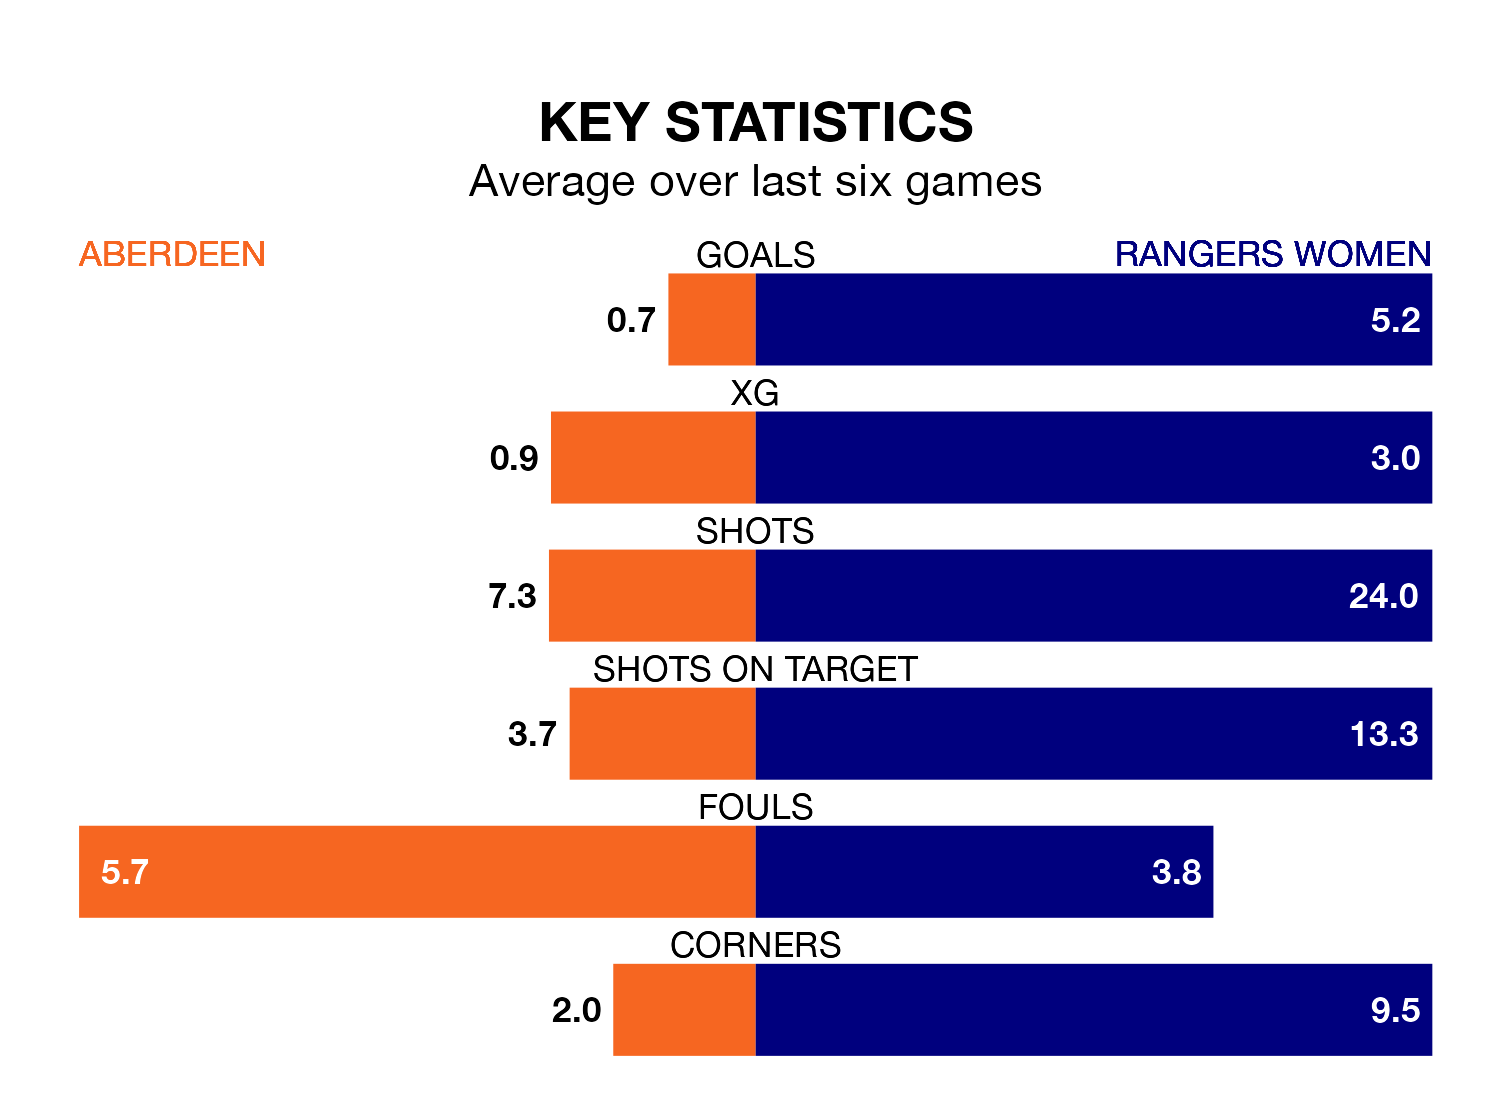 KEY STATISTICS
Average over last six games
ABERDEEN GOALS RANGERS WOMEN
0.7 5.2
XG
0.9 3.0
SHOTS
7.3 24.0
SHOTS ON TARGET
3.7 13.3
FOULS
5.7 3.8
CORNERS
2.0 9.5